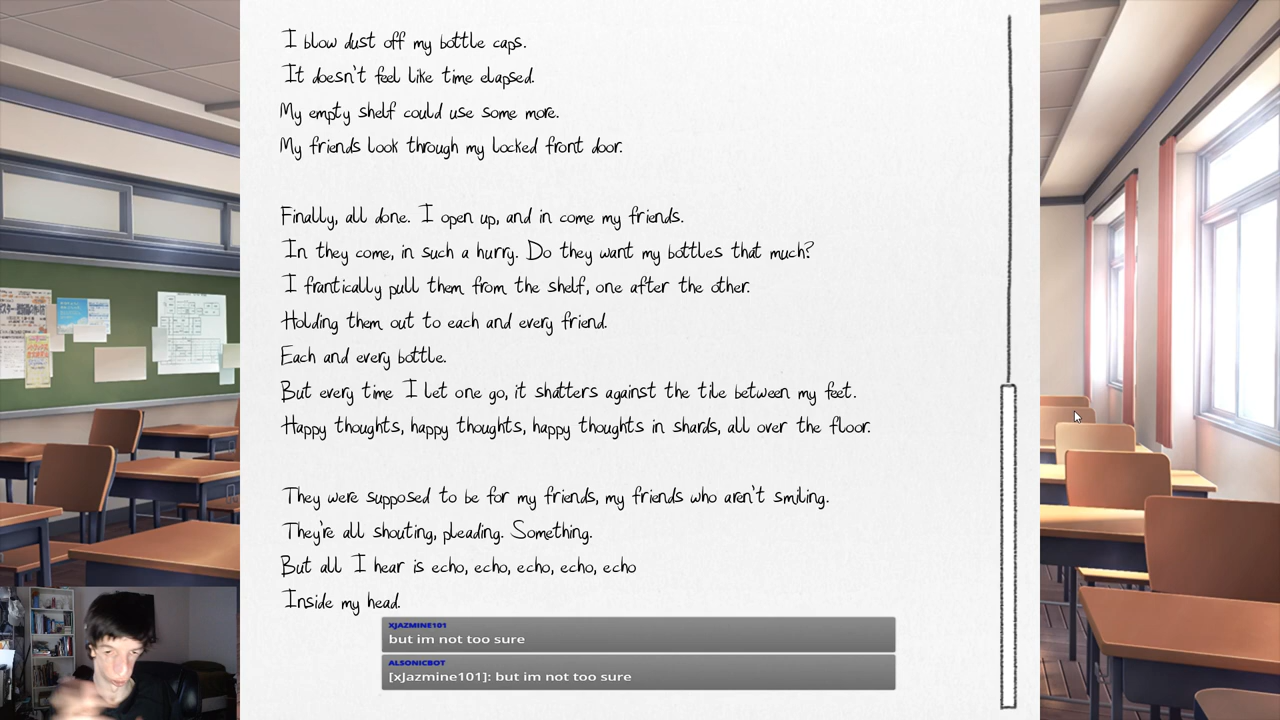 I blow dust off my bottle caps.
It doesn't feel like time elapsed.
My empty shelf could use some more.
My friends look through my locked front door.
Finally, all done. I open up, and in come my friends.
In they come, in such a hurry. Do they want my bottles that much?
I frantically pull them from the shelf, one after the other.
Holding them out to each and every friend.
Each and every bottle.
But every time I let one go, it shatters against the tile between my feet.
Happy thoughts, happy thoughts, happy thoughts in shards, all over the floor.
They were supposed to be for my friends, my friends who aren't smiling.
They're all shouting, pleading. Something.
But all I hear is echo, echo, echo, echo, echo
Inside my head.
XJAZMINE101
but im not too sure
ALSONICBOT
[xJazmine101]: but im not too sure